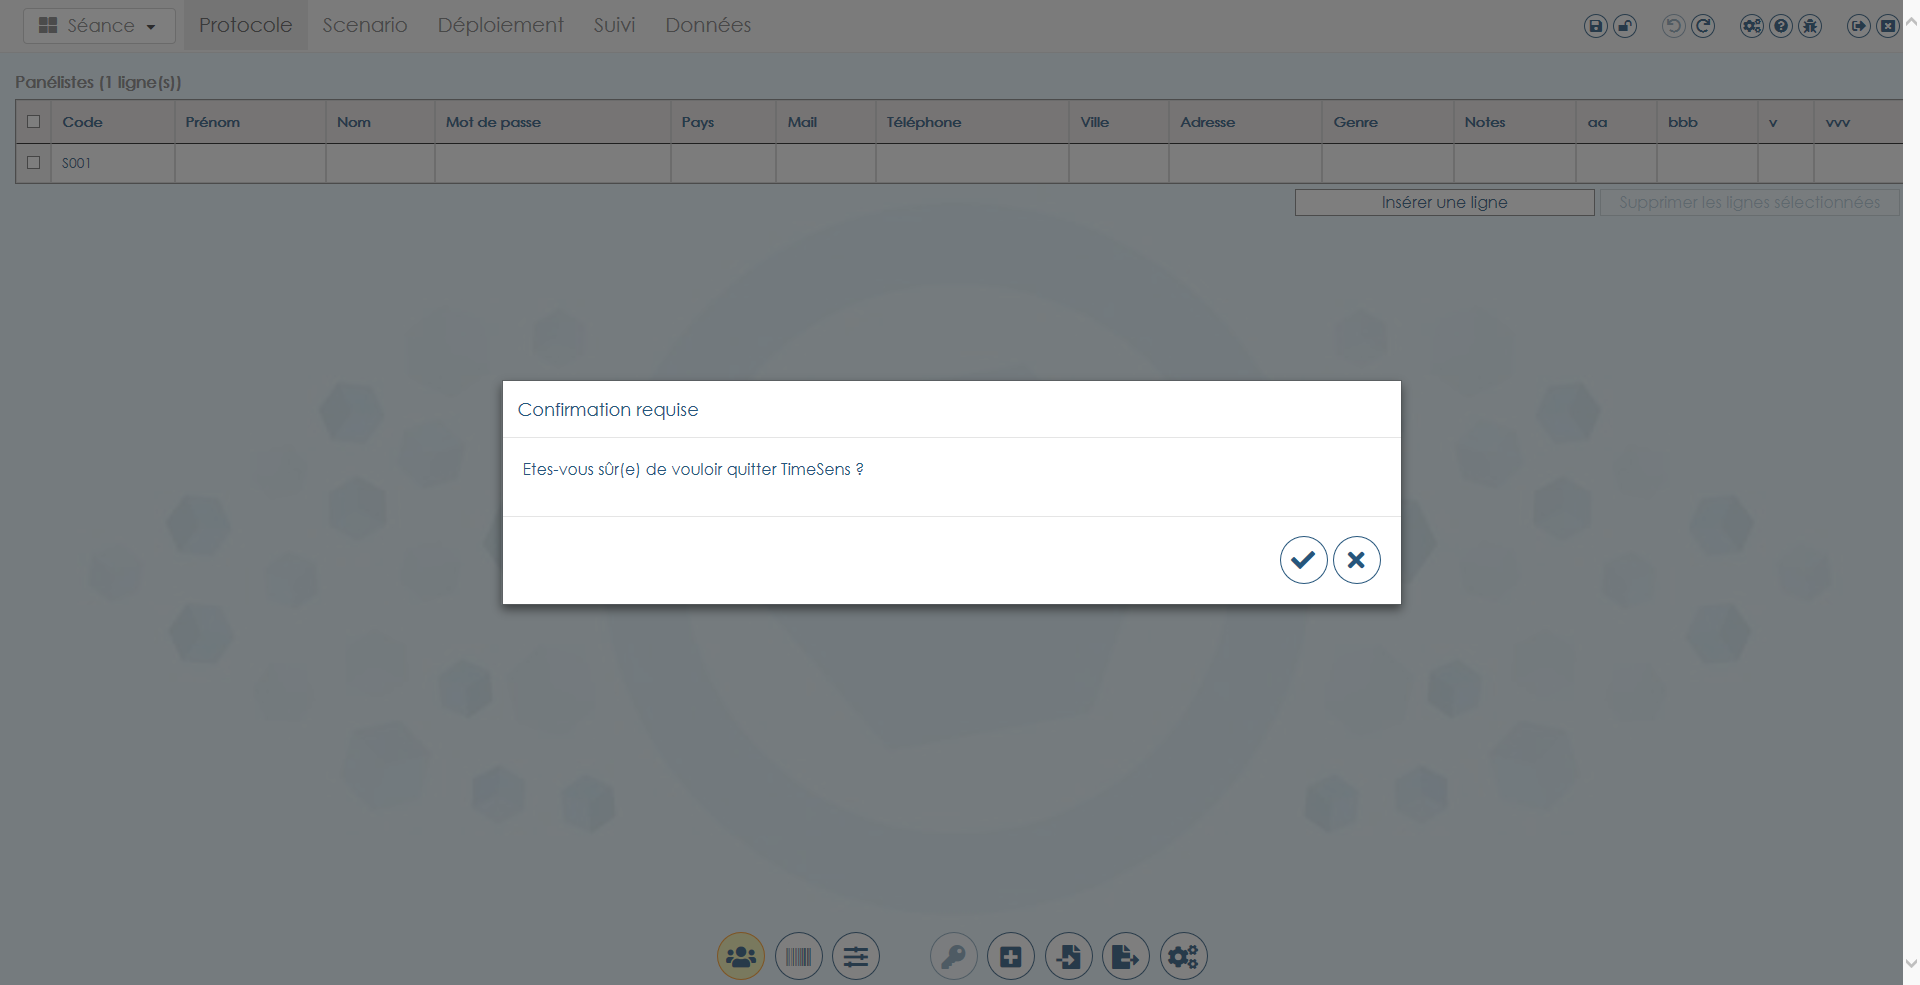 Séance
Protocole
Scenario
Déploiement
Suivi
Données
Panélistes (1 ligne(s))
Code Prénom Nom Mot de passe Pays Mail Téléphone Ville Adresse Genre Notes aa bbb v vvv
S001
Insérer une ligne
Supprimer les lignes sélectionnées
Confirmation requise
Etes-vous sûr(e) de vouloir quitter TimeSens ?